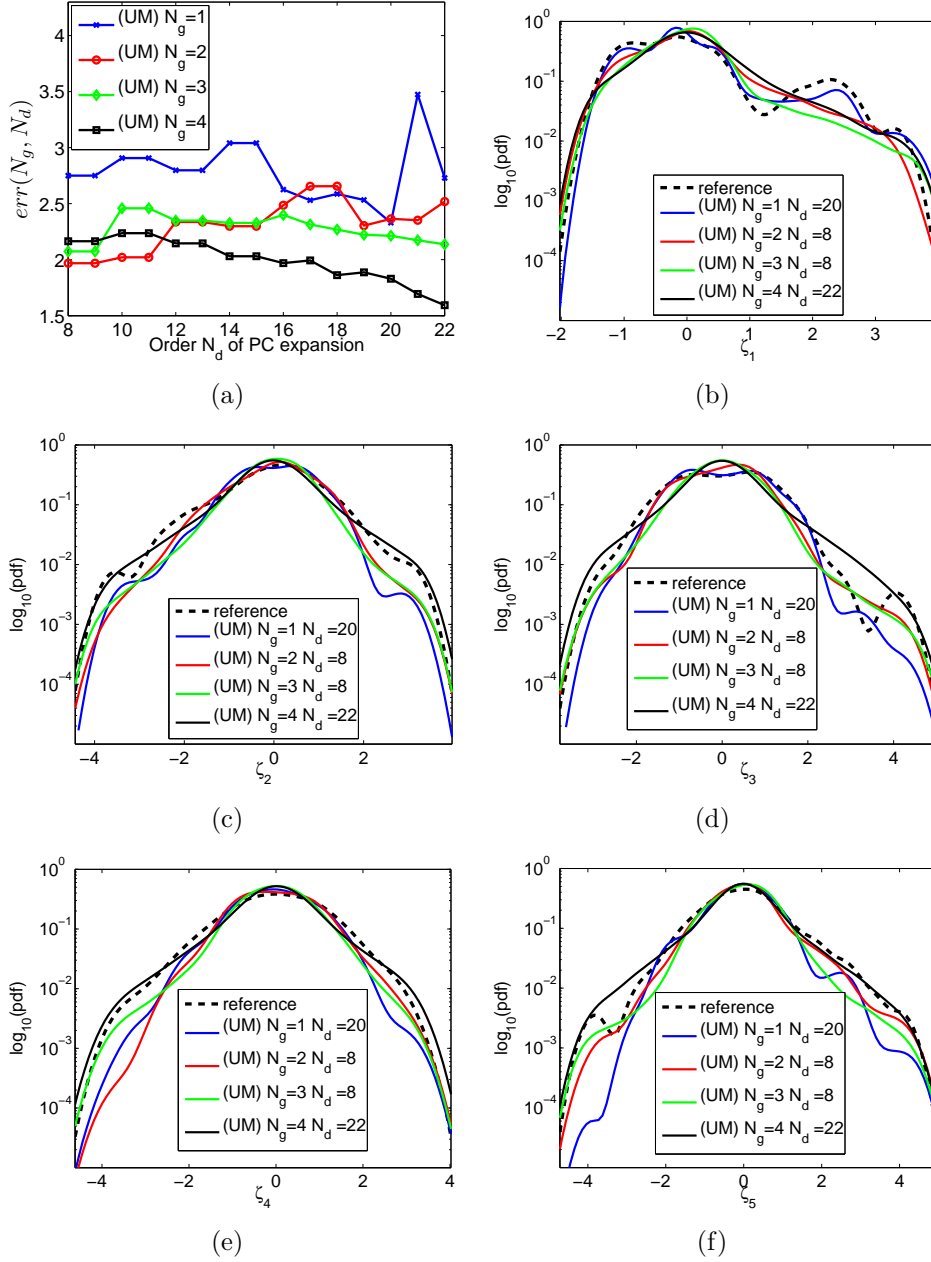 (UM) N_g=1
(UM) N_g=2
(UM) N_g=3
(UM) N_g=4
4
3.5
3
2.5
2
1.5
err(N_g, N_d)
8 10 12 14 16 18 20 22
Order N_d of PC expansion
(a)
10^0
10^−1
10^−2
10^−3
10^−4
log_10(pdf)
reference
(UM) N_g=1 N_d=20
(UM) N_g=2 N_d=8
(UM) N_g=3 N_d=8
(UM) N_g=4 N_d=22
−2 −1 0 1 2 3
ζ_1
(b)
10^0
10^−1
10^−2
10^−3
10^−4
log_10(pdf)
reference
(UM) N_g=1 N_d=20
(UM) N_g=2 N_d=8
(UM) N_g=3 N_d=8
(UM) N_g=4 N_d=22
−4 −2 0 2
ζ_2
(c)
10^0
10^−1
10^−2
10^−3
10^−4
log_10(pdf)
reference
(UM) N_g=1 N_d=20
(UM) N_g=2 N_d=8
(UM) N_g=3 N_d=8
(UM) N_g=4 N_d=22
−2 0 2 4
ζ_3
(d)
10^0
10^−1
10^−2
10^−3
10^−4
log_10(pdf)
reference
(UM) N_g=1 N_d=20
(UM) N_g=2 N_d=8
(UM) N_g=3 N_d=8
(UM) N_g=4 N_d=22
−4 −2 0 2 4
ζ_4
(e)
10^0
10^−1
10^−2
10^−3
10^−4
log_10(pdf)
reference
(UM) N_g=1 N_d=20
(UM) N_g=2 N_d=8
(UM) N_g=3 N_d=8
(UM) N_g=4 N_d=22
−4 −2 0 2 4
ζ_5
(f)